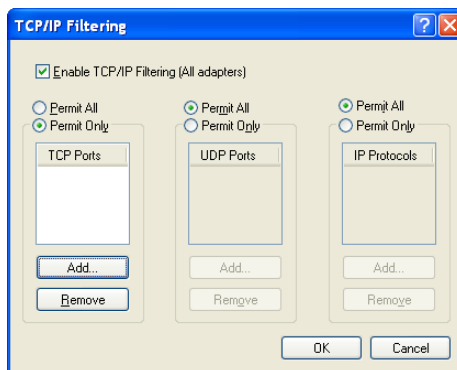 TCP/IP Filtering
Enable TCP/IP Filtering (All adapters)
Permit All
Permit Only
TCP Ports
Add...
Remove
Permit All
Permit Only
UDP Ports
Add...
Remove
Permit All
Permit Only
IP Protocols
Add...
Remove
OK
Cancel